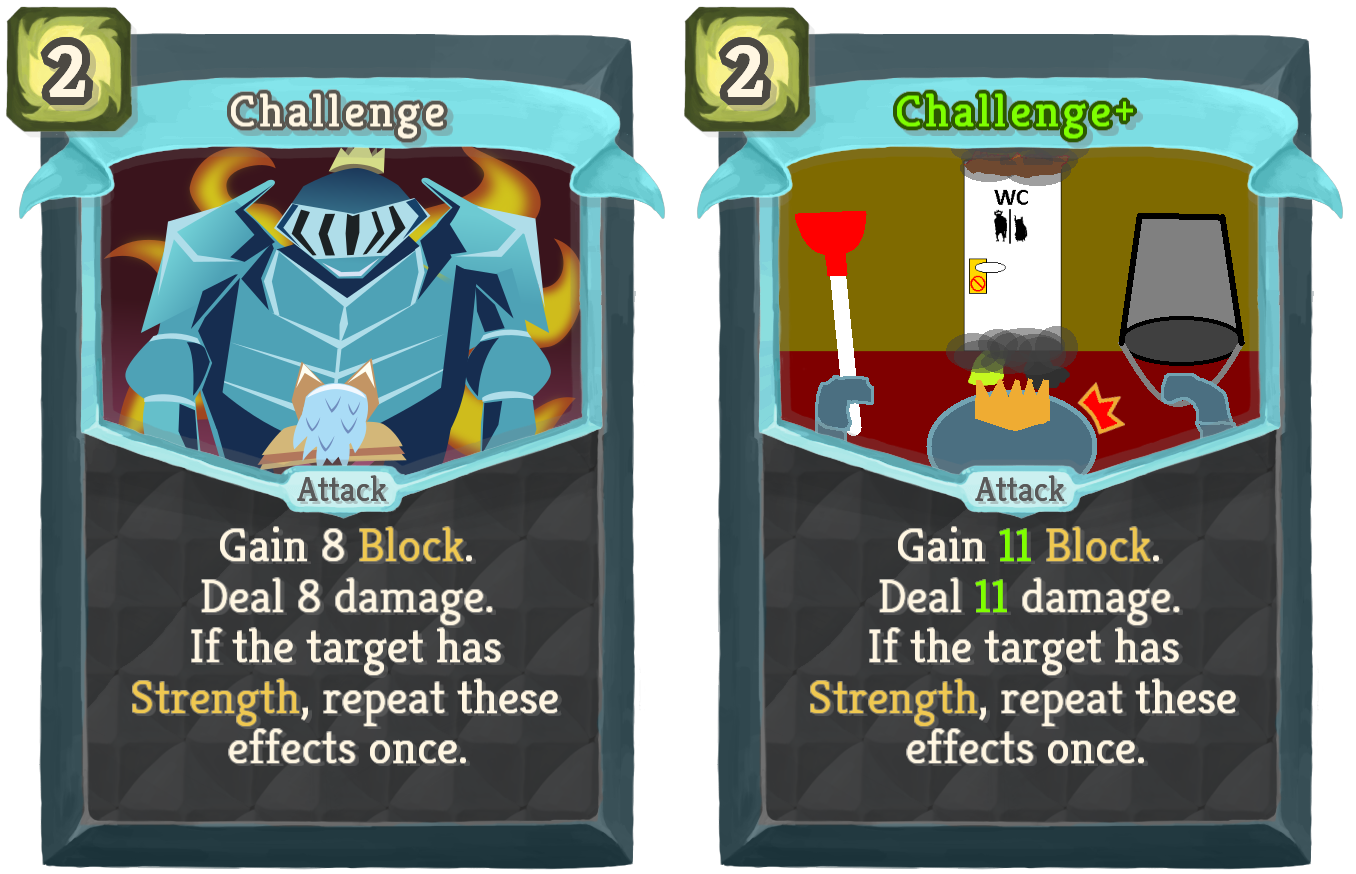 2
Challenge
Attack
Gain 8 Block.
Deal 8 damage.
If the target has
Strength, repeat these
effects once.
2
Challenge+
WC
Attack
Gain 11 Block.
Deal 11 damage.
If the target has
Strength, repeat these
effects once.